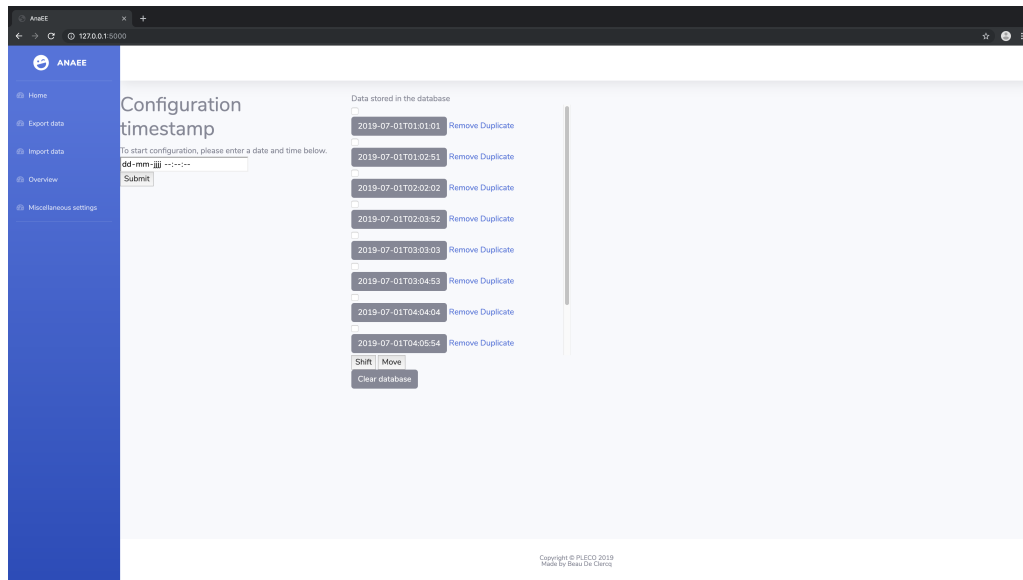 AnaEE
127.0.0.1:5000
ANAEE
Home
Export data
Import data
Overview
Miscellaneous settings
Configuration
timestamp
To start configuration, please enter a date and time below.
dd-mm-jjjj --:--:--
Submit
Data stored in the database
2019-07-01T01:01:01 Remove Duplicate
2019-07-01T01:02:51 Remove Duplicate
2019-07-01T02:02:02 Remove Duplicate
2019-07-01T02:03:52 Remove Duplicate
2019-07-01T03:03:03 Remove Duplicate
2019-07-01T03:04:53 Remove Duplicate
2019-07-01T04:04:04 Remove Duplicate
2019-07-01T04:05:54 Remove Duplicate
Shift Move
Clear database
Copyright © PLECO 2019
Made by Beau De Clercq